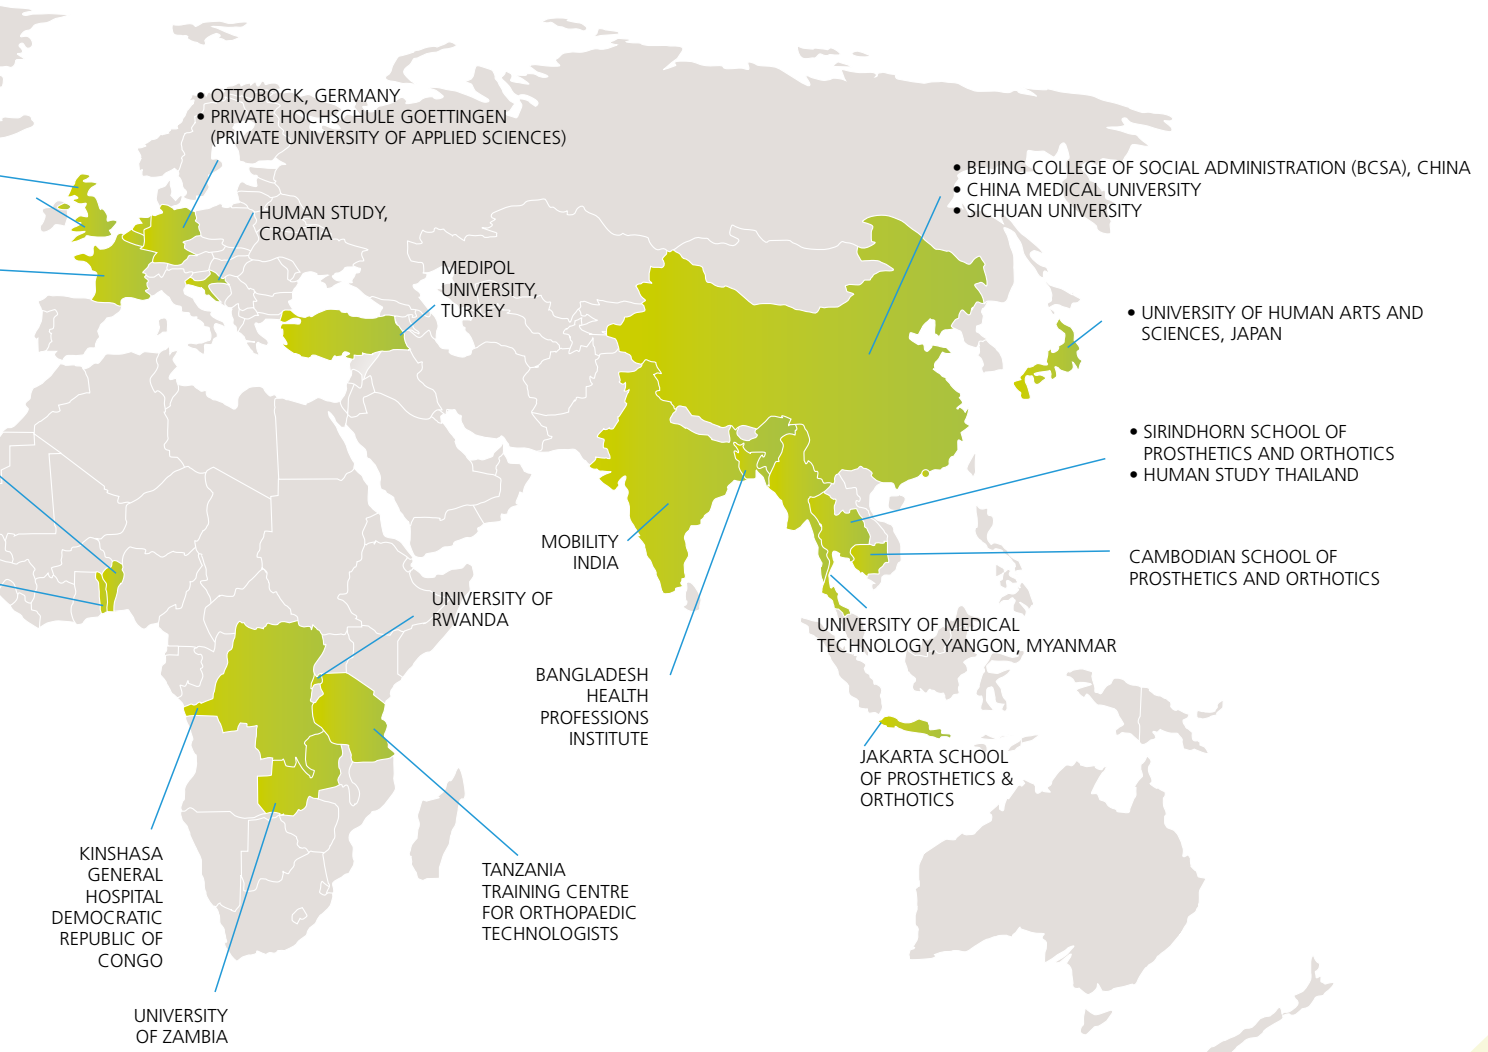 • OTTOBOCK, GERMANY
• PRIVATE HOCHSCHULE GOETTINGEN
(PRIVATE UNIVERSITY OF APPLIED SCIENCES)
HUMAN STUDY,
CROATIA
MEDIPOL
UNIVERSITY,
TURKEY
• BEIJING COLLEGE OF SOCIAL ADMINISTRATION (BCSA), CHINA
• CHINA MEDICAL UNIVERSITY
• SICHUAN UNIVERSITY
• UNIVERSITY OF HUMAN ARTS AND
SCIENCES, JAPAN
• SIRINDHORN SCHOOL OF
PROSTHETICS AND ORTHOTICS
• HUMAN STUDY THAILAND
MOBILITY
INDIA
CAMBODIAN SCHOOL OF
PROSTHETICS AND ORTHOTICS
UNIVERSITY OF
RWANDA
UNIVERSITY OF MEDICAL
TECHNOLOGY, YANGON, MYANMAR
BANGLADESH
HEALTH
PROFESSIONS
INSTITUTE
JAKARTA SCHOOL
OF PROSTHETICS &
ORTHOTICS
KINSHASA
GENERAL
HOSPITAL
DEMOCRATIC
REPUBLIC OF
CONGO
TANZANIA
TRAINING CENTRE
FOR ORTHOPAEDIC
TECHNOLOGISTS
UNIVERSITY
OF ZAMBIA